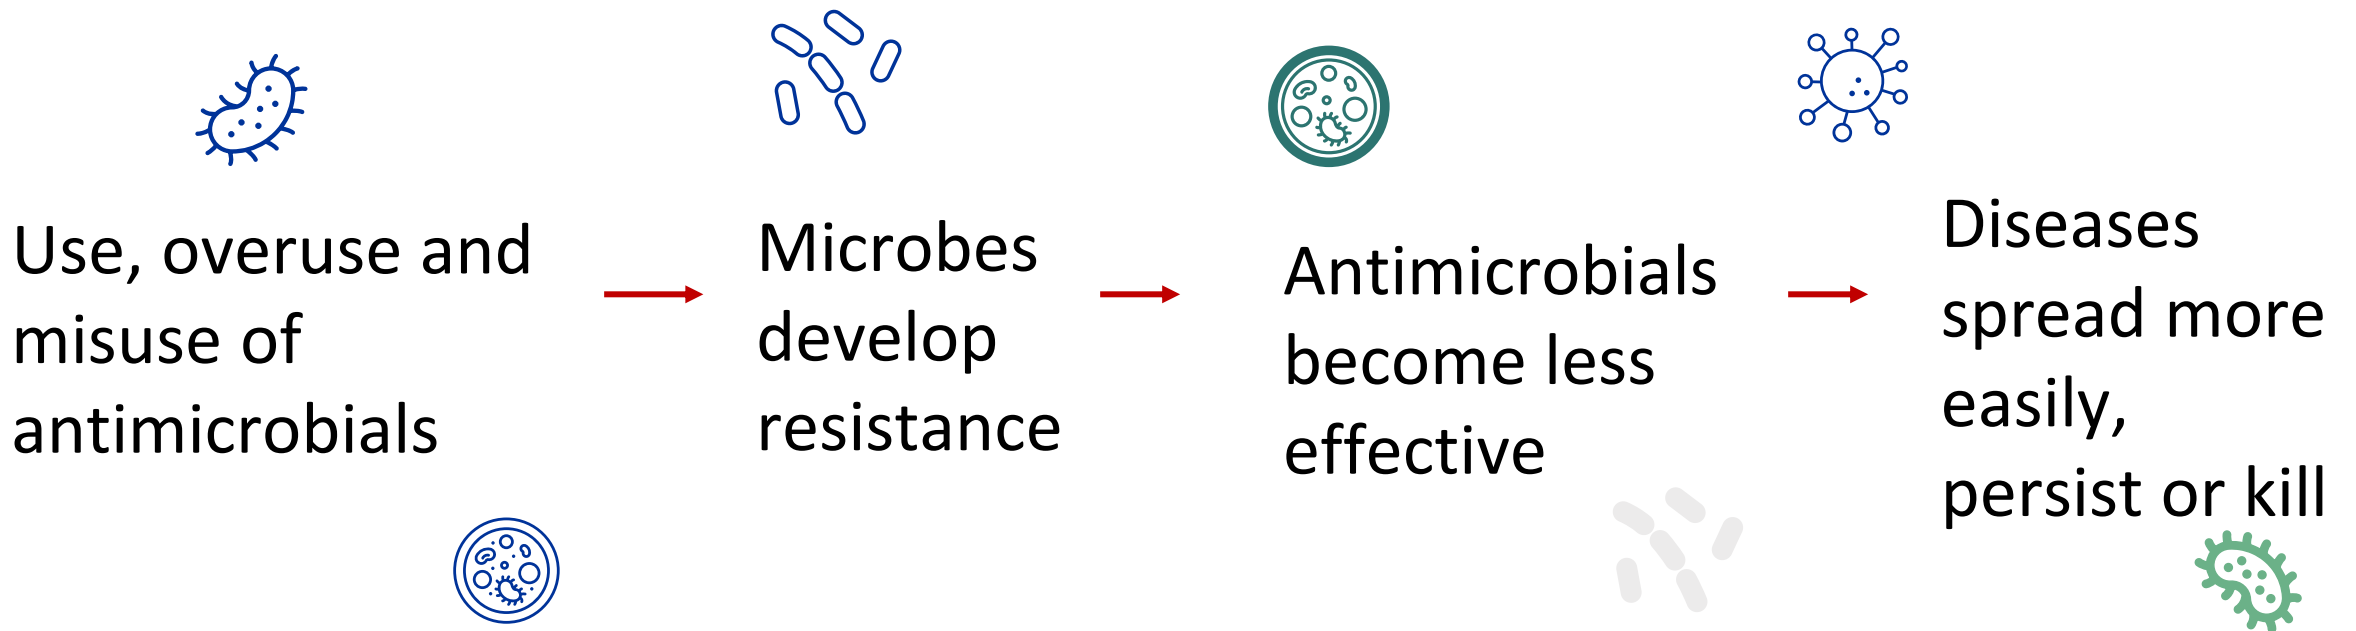 Use, overuse and
misuse of
antimicrobials
Microbes
develop
resistance
Antimicrobials
become less
effective
Diseases
spread more
easily,
persist or kill